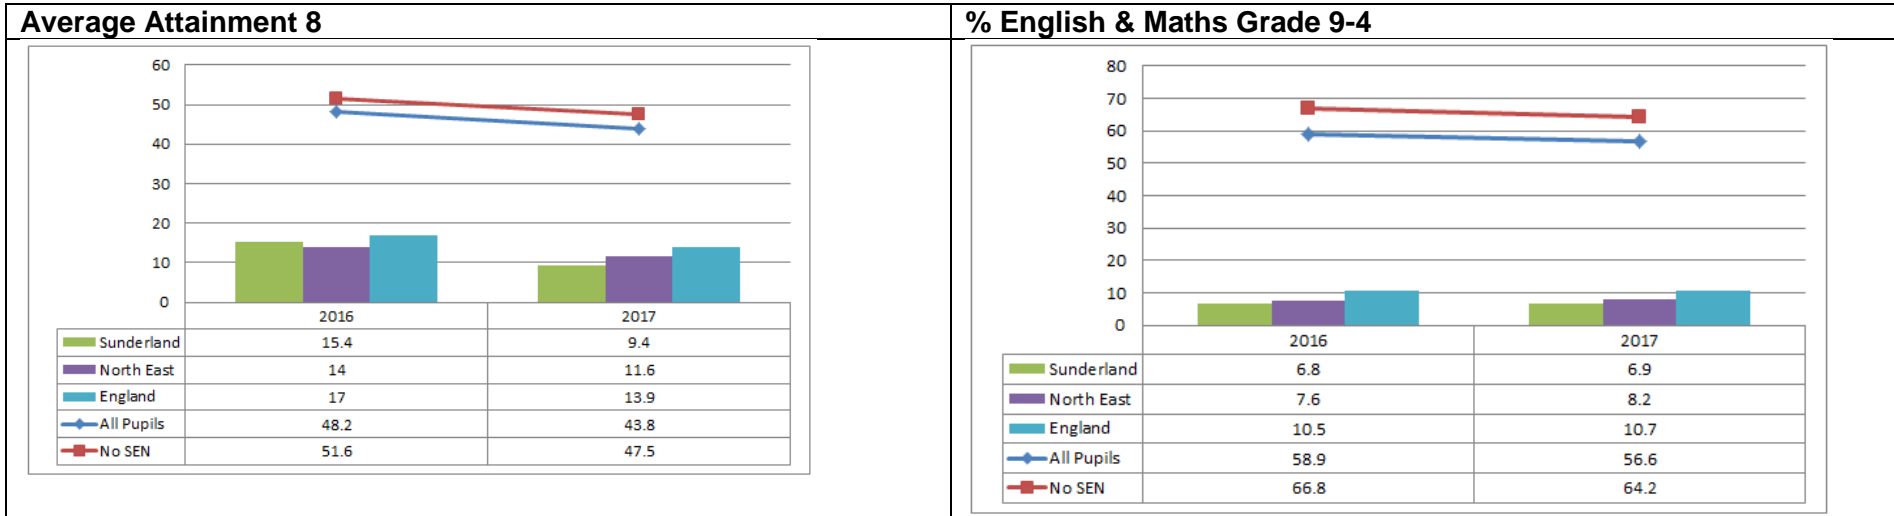 Average Attainment 8
60
50
40
30
20
10
0
2016 2017
Sunderland 15.4 9.4
North East 14 11.6
England 17 13.9
All Pupils 48.2 43.8
No SEN 51.6 47.5
% English & Maths Grade 9-4
80
70
60
50
40
30
20
10
0
2016 2017
Sunderland 6.8 6.9
North East 7.6 8.2
England 10.5 10.7
All Pupils 58.9 56.6
No SEN 66.8 64.2